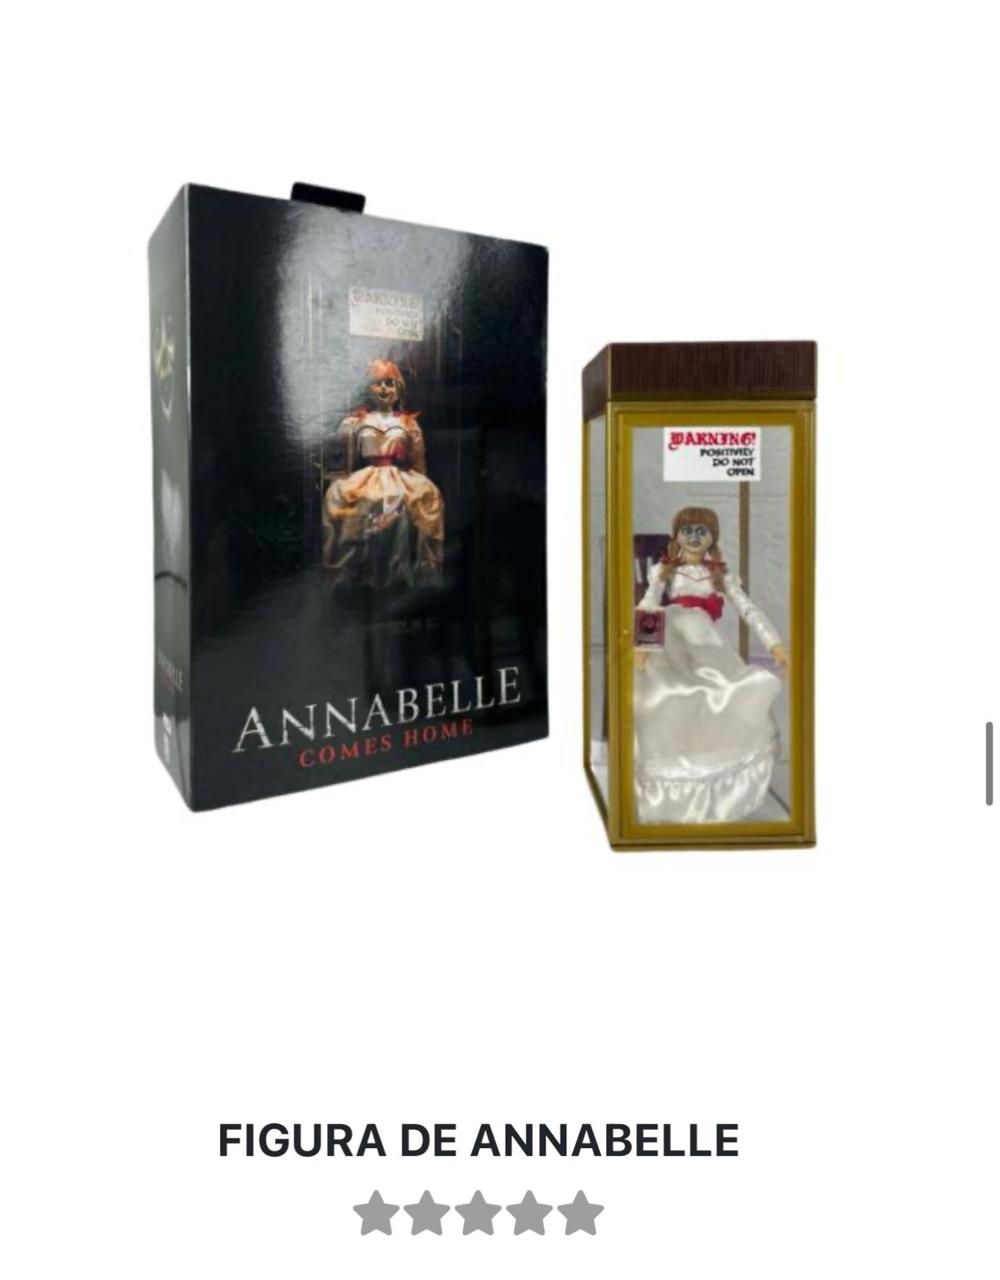 WARNING!
POSITIVELY
DO NOT
OPEN
ANNABELLE
COMES HOME
WARNING!
POSITIVELY
DO NOT
OPEN
FIGURA DE ANNABELLE